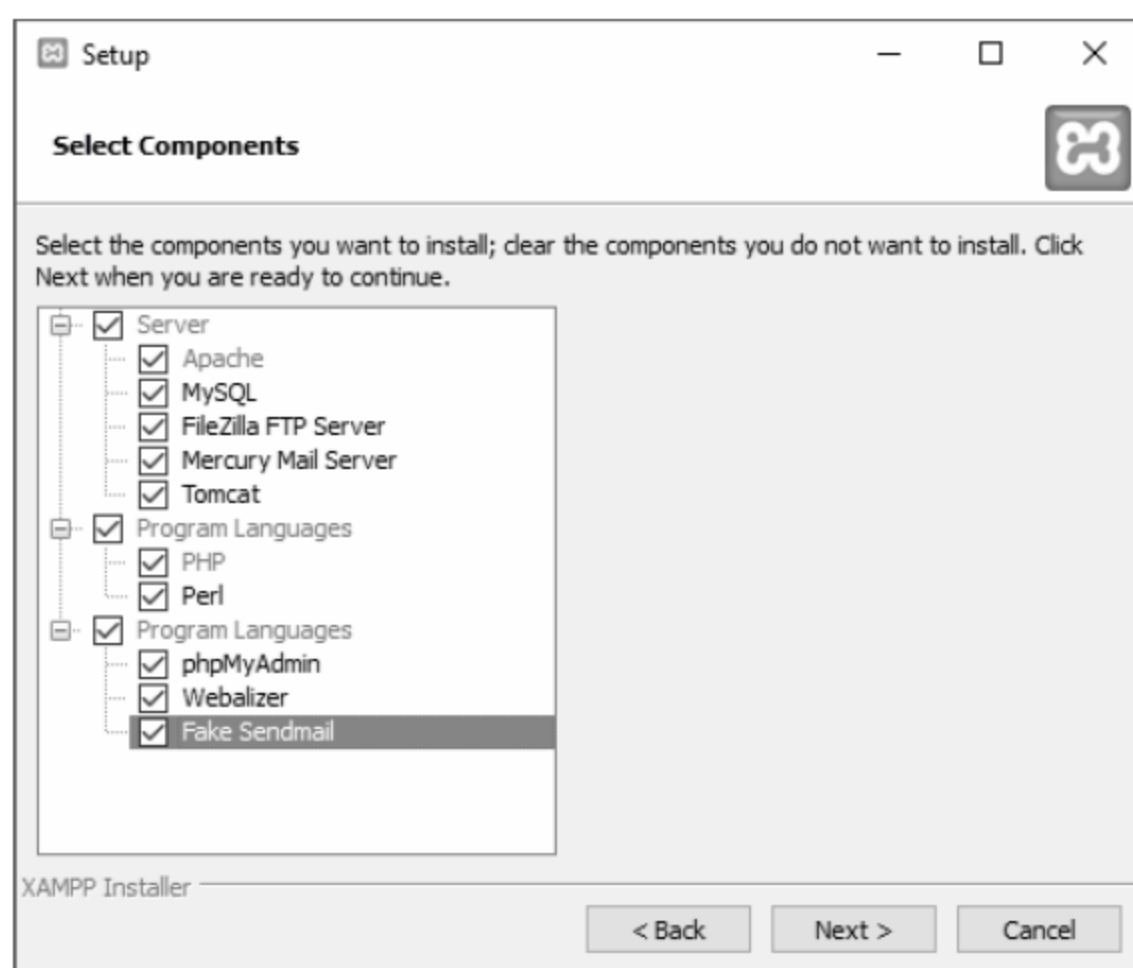 Setup
Select Components
Select the components you want to install; clear the components you do not want to install. Click
Next when you are ready to continue.
Server
Apache
MySQL
FileZilla FTP Server
Mercury Mail Server
Tomcat
Program Languages
PHP
Perl
Program Languages
phpMyAdmin
Webalizer
Fake Sendmail
XAMPP Installer
< Back Next > Cancel